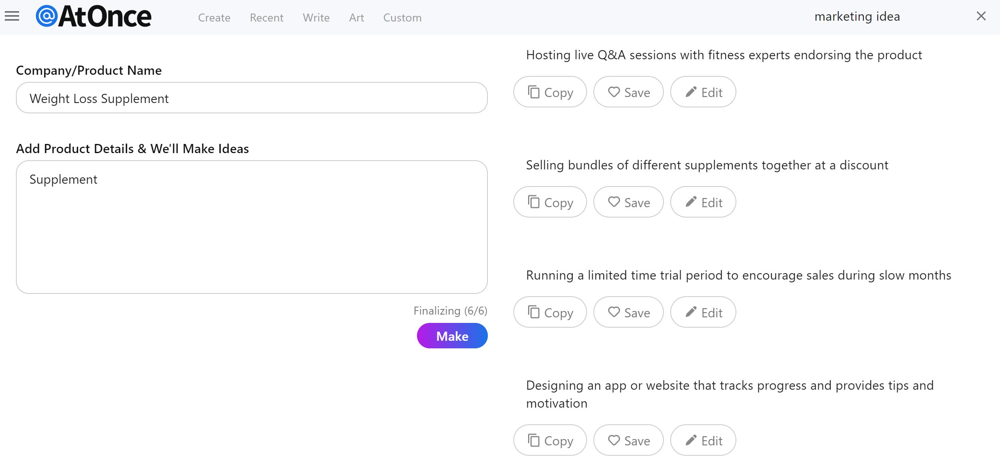 @AtOnce Create Recent Write Art Custom marketing idea
Company/Product Name
Weight Loss Supplement
Add Product Details & We'll Make Ideas
Supplement
Finalizing (6/6)
Make
Hosting live Q&A sessions with fitness experts endorsing the product
Copy Save Edit
Selling bundles of different supplements together at a discount
Copy Save Edit
Running a limited time trial period to encourage sales during slow months
Copy Save Edit
Designing an app or website that tracks progress and provides tips and
motivation
Copy Save Edit